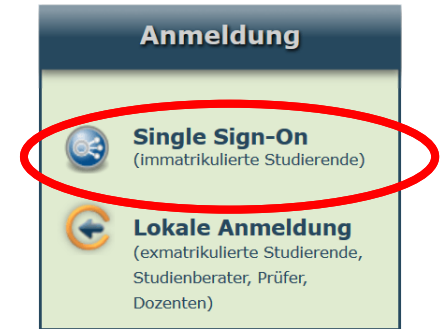 Anmeldung
Single Sign-On
(immatrikulierte Studierende)
Lokale Anmeldung
(exmatrikulierte Studierende,
Studienberater, Prüfer,
Dozenten)